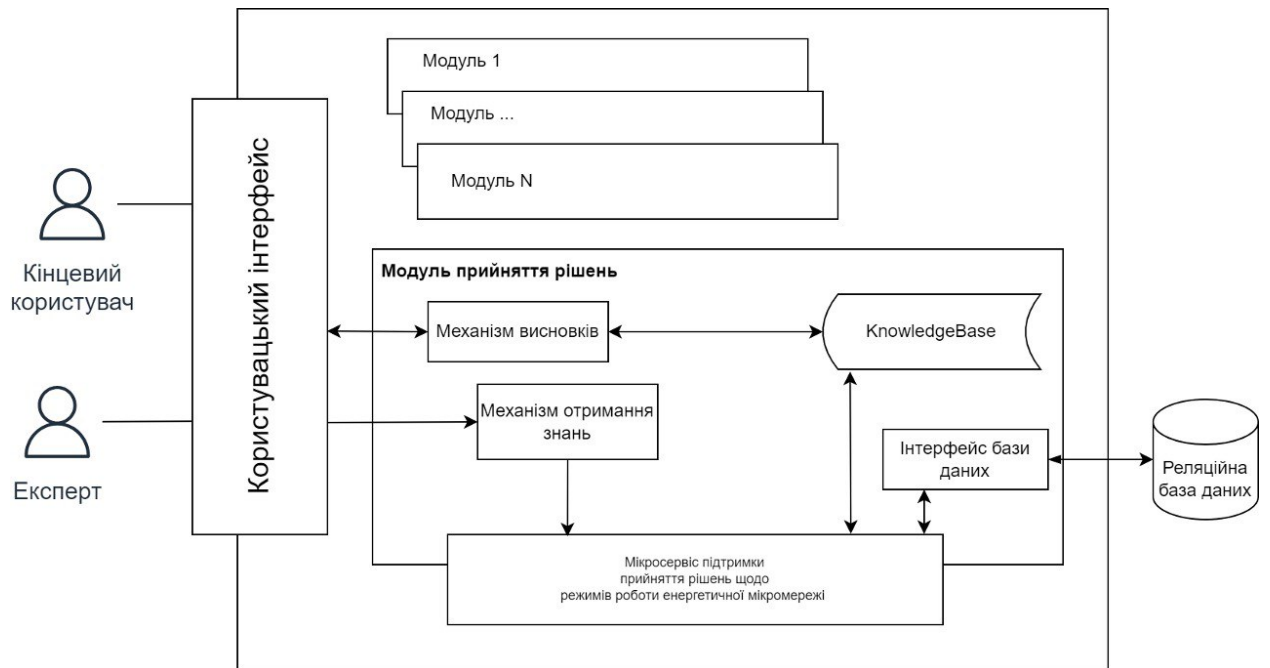 Модуль 1
Модуль ...
Модуль N
Користувацький інтерфейс
Кінцевий
користувач
Експерт
Модуль прийняття рішень
Механізм висновків
KnowledgeBase
Механізм отримання
знань
Інтерфейс бази
даних
Реляційна
база даних
Мікросервіс підтримки
прийняття рішень щодо
режимів роботи енергетичної мікромережі